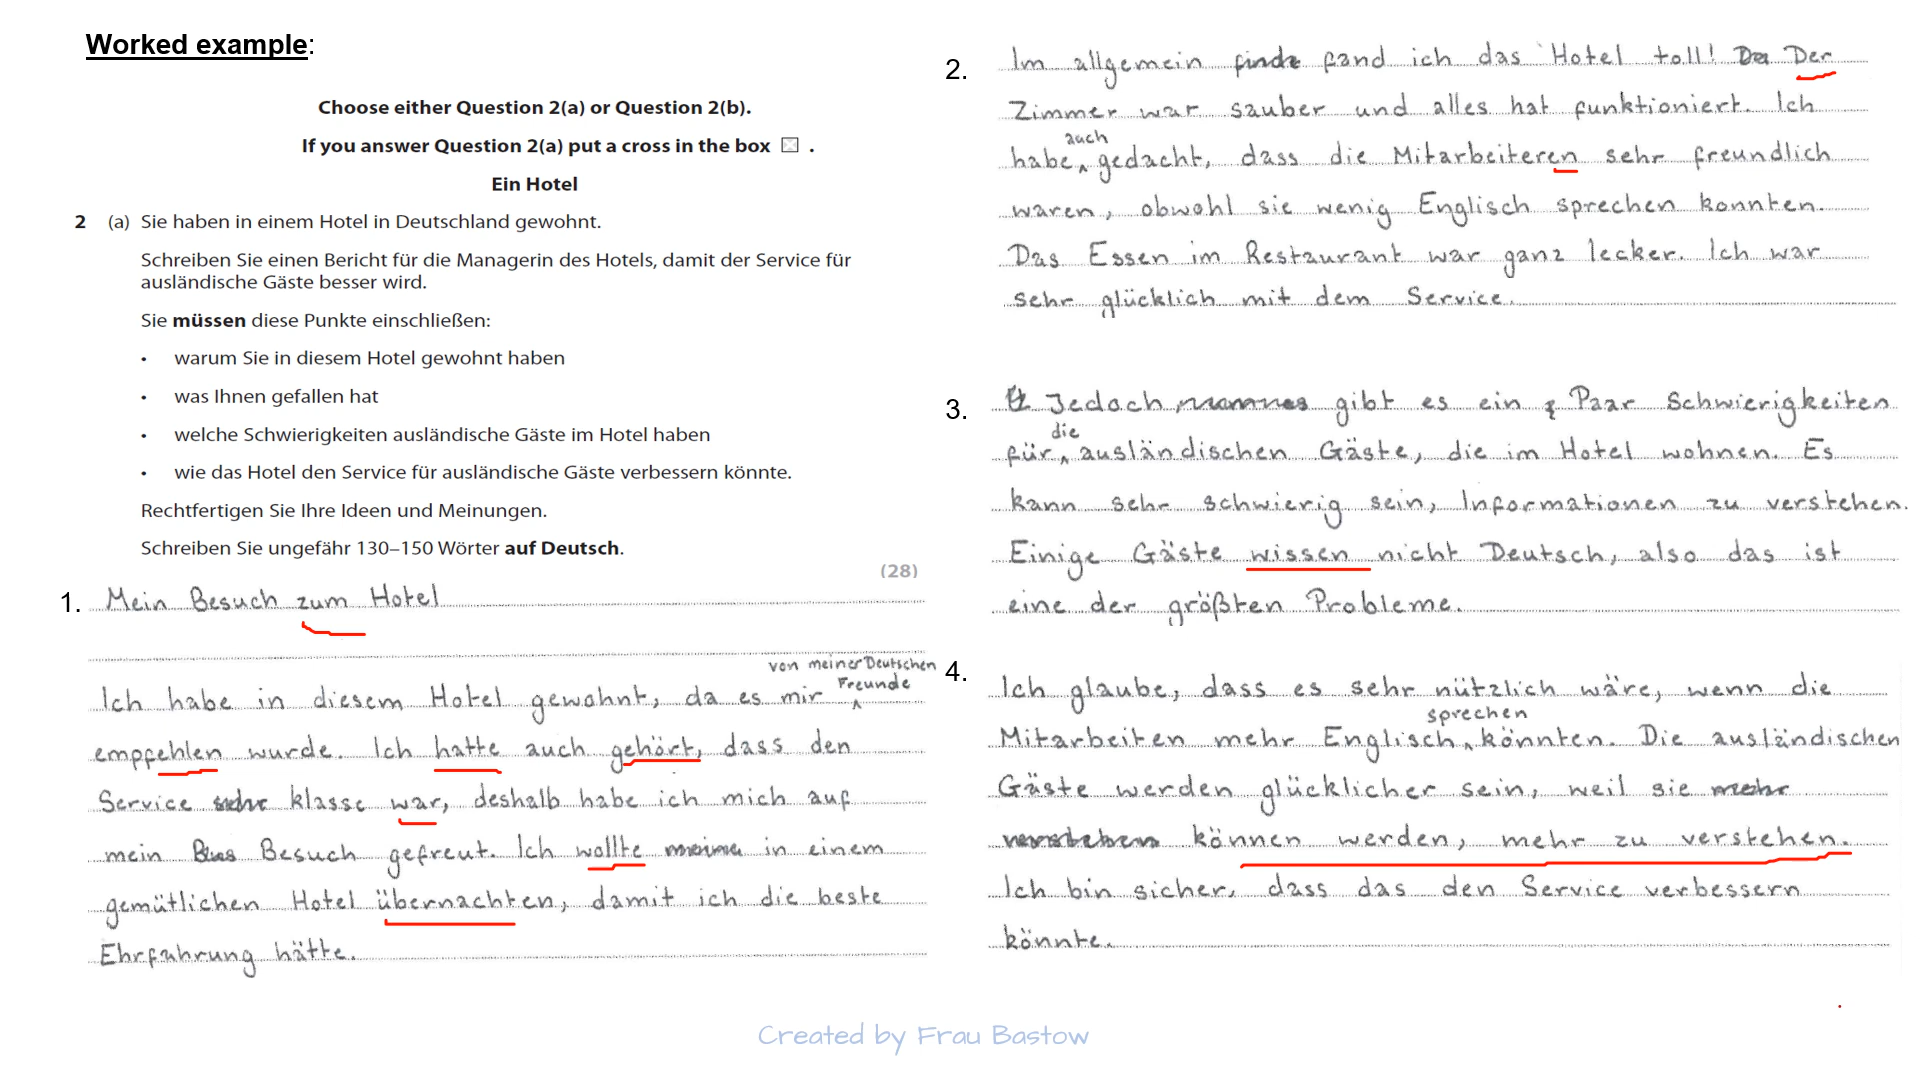 Worked example:
Choose either Question 2(a) or Question 2(b).
If you answer Question 2(a) put a cross in the box ☒ .
Ein Hotel
2 (a) Sie haben in einem Hotel in Deutschland gewohnt.
Schreiben Sie einen Bericht für die Managerin des Hotels, damit der Service für
ausländische Gäste besser wird.
Sie müssen diese Punkte einschließen:
• warum Sie in diesem Hotel gewohnt haben
• was Ihnen gefallen hat
• welche Schwierigkeiten ausländische Gäste im Hotel haben
• wie das Hotel den Service für ausländische Gäste verbessern könnte.
Rechtfertigen Sie Ihre Ideen und Meinungen.
Schreiben Sie ungefähr 130–150 Wörter auf Deutsch.
(28)
1. Mein Besuch zum Hotel
von meiner Deutschen
Freunde
Ich habe in diesem Hotel gewohnt, da es mir
empfehlen wurde. Ich hatte auch gehört, dass den
Service sehr klasse war, deshalb habe ich mich auf
mein Besuch gefreut. Ich wollte meine in einem
gemütlichen Hotel übernachten, damit ich die beste
Ehrfahrung hätte.
2. Im allgemein finde fand ich das Hotel toll! Da Der
Zimmer war sauber und alles hat funktioniert. Ich
auch
habe gedacht, dass die Mitarbeiteren sehr freundlich
waren, obwohl sie wenig Englisch sprechen konnten.
Das Essen im Restaurant war ganz lecker. Ich war
sehr glücklich mit dem Service.
3. Jedoch gibt es ein Paar Schwierigkeiten
die
für ausländischen Gäste, die im Hotel wohnen. Es
kann sehr schwierig sein, Informationen zu verstehen.
Einige Gäste wissen nicht Deutsch, also das ist
eine der größten Probleme.
4. Ich glaube, dass es sehr nützlich wäre, wenn die
sprechen
Mitarbeiten mehr Englisch könnten. Die ausländischen
Gäste werden glücklicher sein, weil sie mehr
verstehen können werden, mehr zu verstehen.
Ich bin sicher, dass das den Service verbessern
könnte.
Created by Frau Bastow